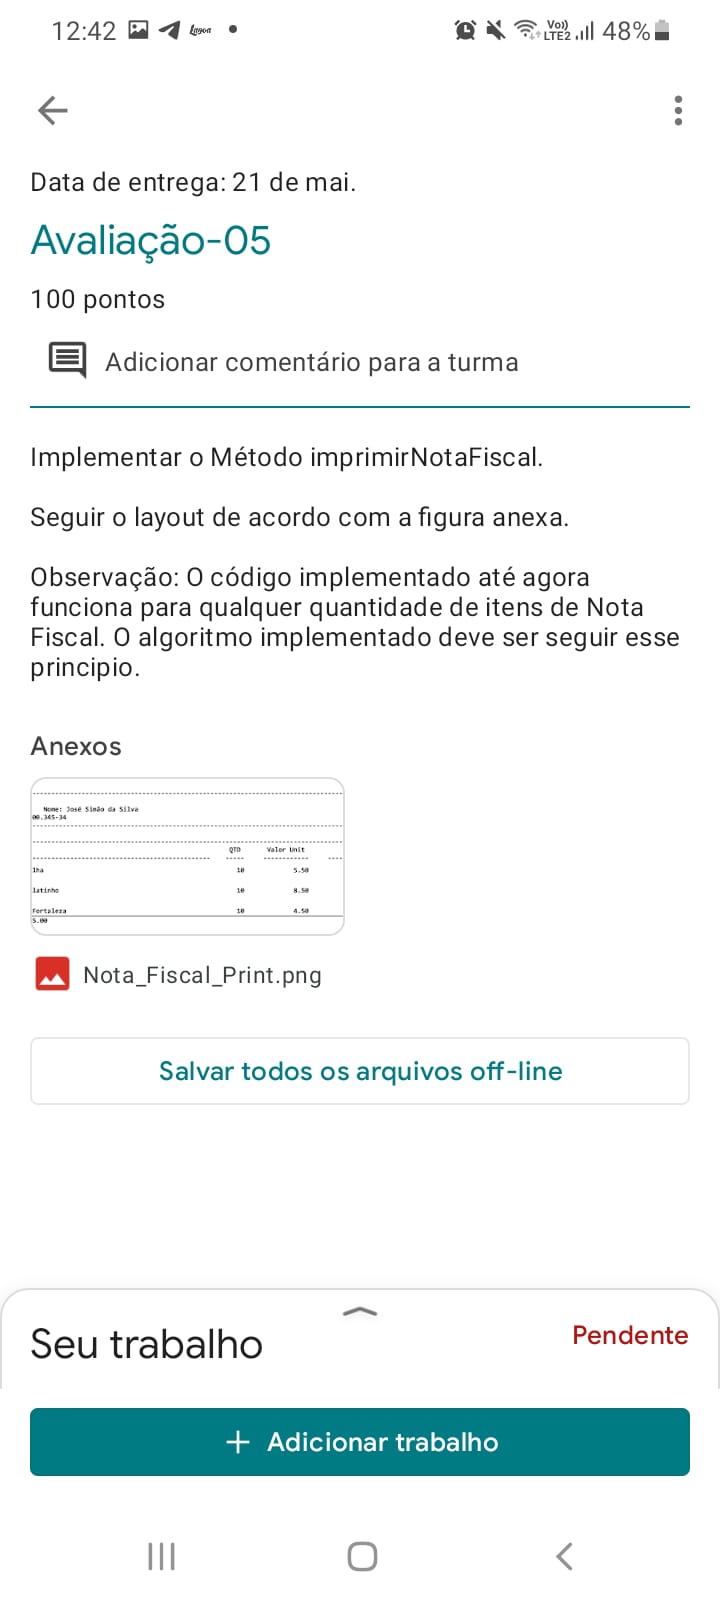 12:42 Lagoa Vo)) LTE2 48%
Data de entrega: 21 de mai.
Avaliação-05
100 pontos
Adicionar comentário para a turma
Implementar o Método imprimirNotaFiscal.
Seguir o layout de acordo com a figura anexa.
Observação: O código implementado até agora
funciona para qualquer quantidade de itens de Nota
Fiscal. O algoritmo implementado deve ser seguir esse
principio.
Anexos
Nome: José Simão da Silva
00.345-34
QTD Valor Unit
lha 10 5.50
latinho 10 8.50
Fortaleza 10 4.50
5.00
Nota_Fiscal_Print.png
Salvar todos os arquivos off-line
Seu trabalho
Pendente
Adicionar trabalho